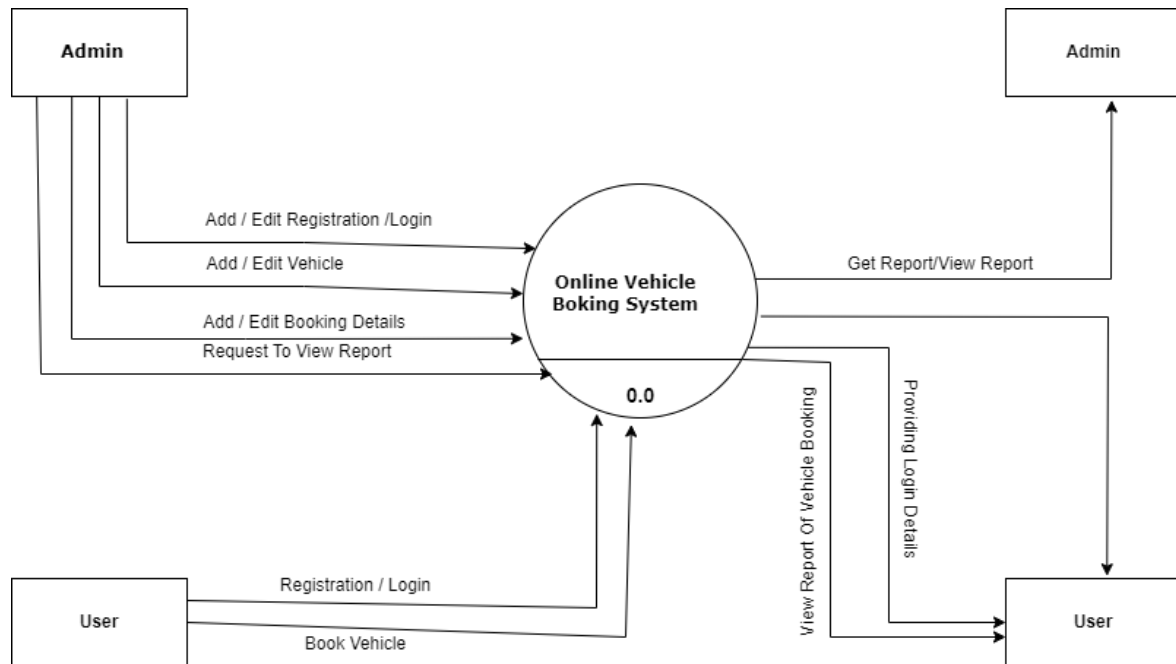 Admin
Admin
Add / Edit Registration /Login
Add / Edit Vehicle
Get Report/View Report
Online Vehicle
Boking System
Add / Edit Booking Details
Request To View Report
0.0
View Report Of Vehicle Booking
Providing Login Details
Registration / Login
User
Book Vehicle
User